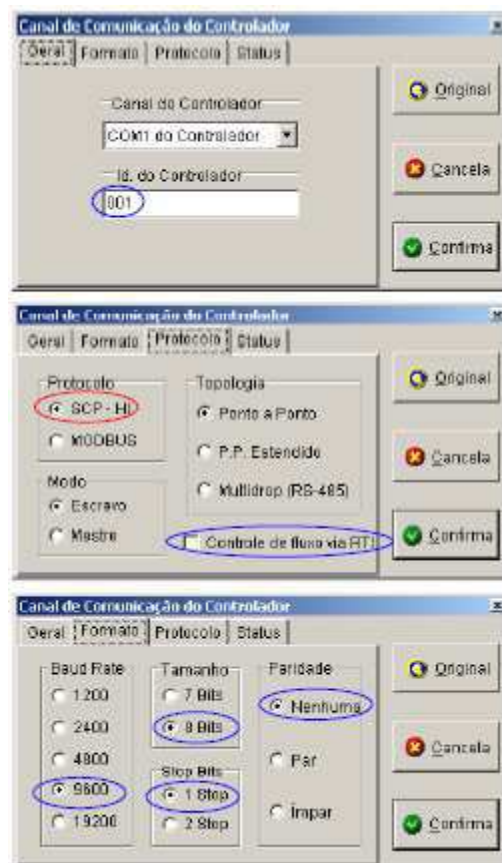 Canal de Comunicação do Controlador
Geral Formato Protocolo Status
Canal do Controlador
COM1 do Controlador
Id. do Controlador
001
Original
Cancela
Confirma
Canal de Comunicação do Controlador
Geral Formato Protocolo Status
Protocolo
SCP - HI
MODBUS
Modo
Escravo
Mestre
Topologia
Ponto a Ponto
P.P. Estendido
Multidrop (RS-485)
Controle de fluxo via RT
Original
Cancela
Confirma
Canal de Comunicação do Controlador
Geral Formato Protocolo Status
Baud Rate
1200
2400
4800
9600
19200
Tamanho
7 Bits
8 Bits
Stop Bits
1 Stop
2 Stop
Paridade
Nenhuma
Par
Ímpar
Original
Cancela
Confirma